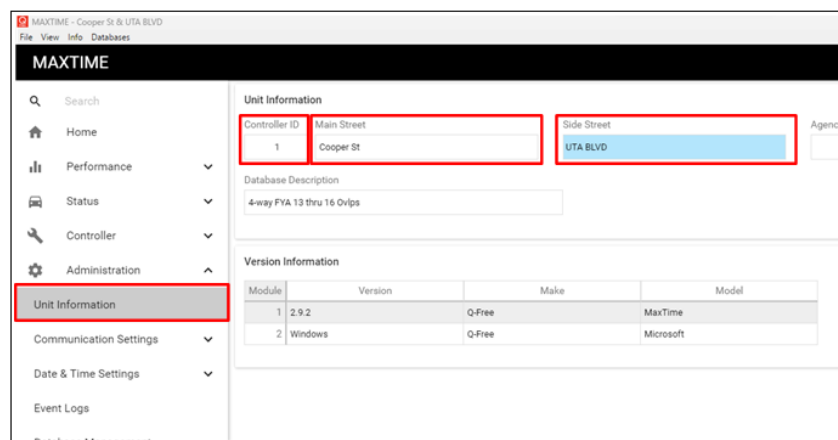 MAXTIME - Cooper St & UTA BLVD
File View Info Databases
MAXTIME
Search
Home
Performance
Status
Controller
Administration
Unit Information
Communication Settings
Date & Time Settings
Event Logs
Unit Information
Controller ID Main Street Side Street
1 Cooper St UTA BLVD
Database Description
4-way FYA 13 thru 16 Ovlps
Version Information
Module Version Make Model
1 2.9.2 Q-Free MaxTime
2 Windows Q-Free Microsoft